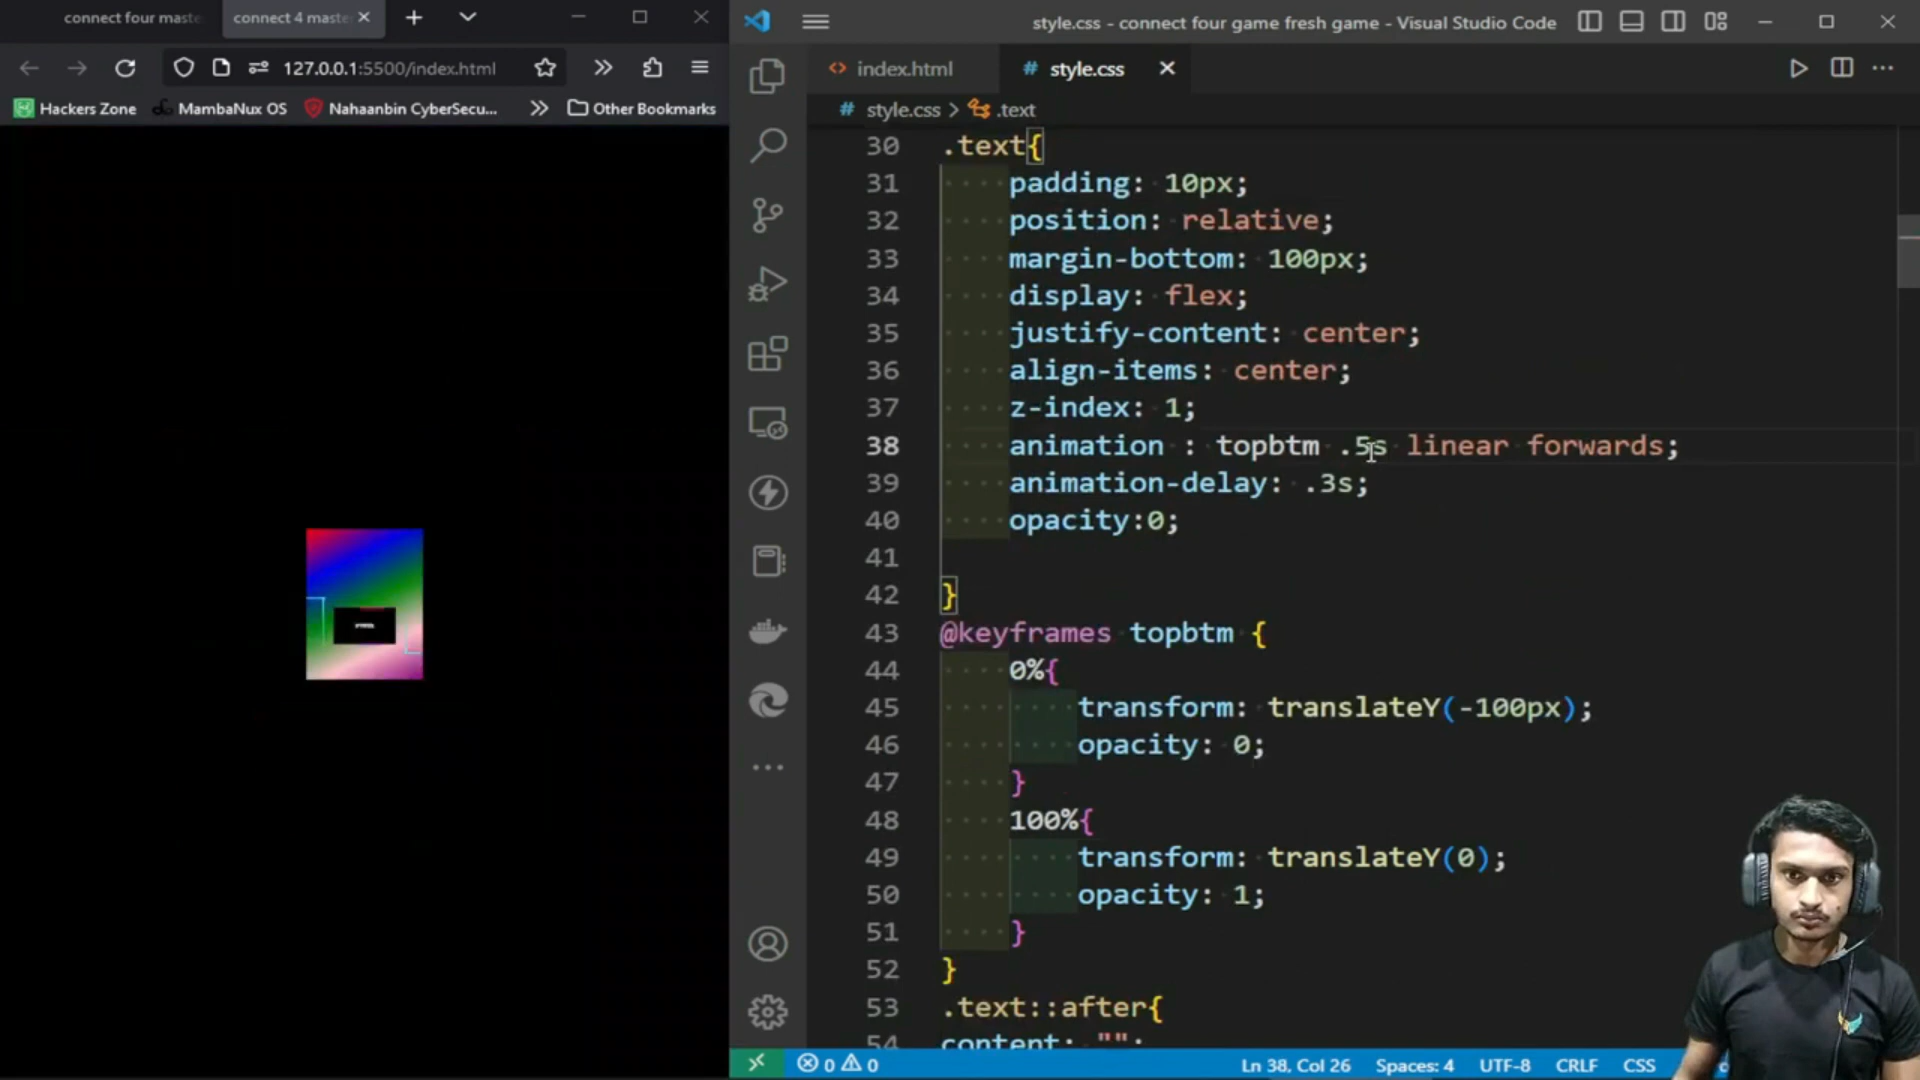 connect four maste
connect 4 maste
127.0.0.1:5500/index.html
Hackers Zone
MambaNux OS
Nahaanbin CyberSecu...
Other Bookmarks
style.css - connect four game fresh game - Visual Studio Code
index.html
# style.css
# style.css > .text
30 .text{
31 padding: 10px;
32 position: relative;
33 margin-bottom: 100px;
34 display: flex;
35 justify-content: center;
36 align-items: center;
37 z-index: 1;
38 animation : topbtm .5s linear forwards;
39 animation-delay: .3s;
40 opacity:0;
41
42 }
43 @keyframes topbtm {
44 0%{
45 transform: translateY(-100px);
46 opacity: 0;
47 }
48 100%{
49 transform: translateY(0);
50 opacity: 1;
51 }
52 }
53 .text::after{
54 content: "";
0 0
Ln 38, Col 26
Spaces: 4
UTF-8
CRLF
CSS